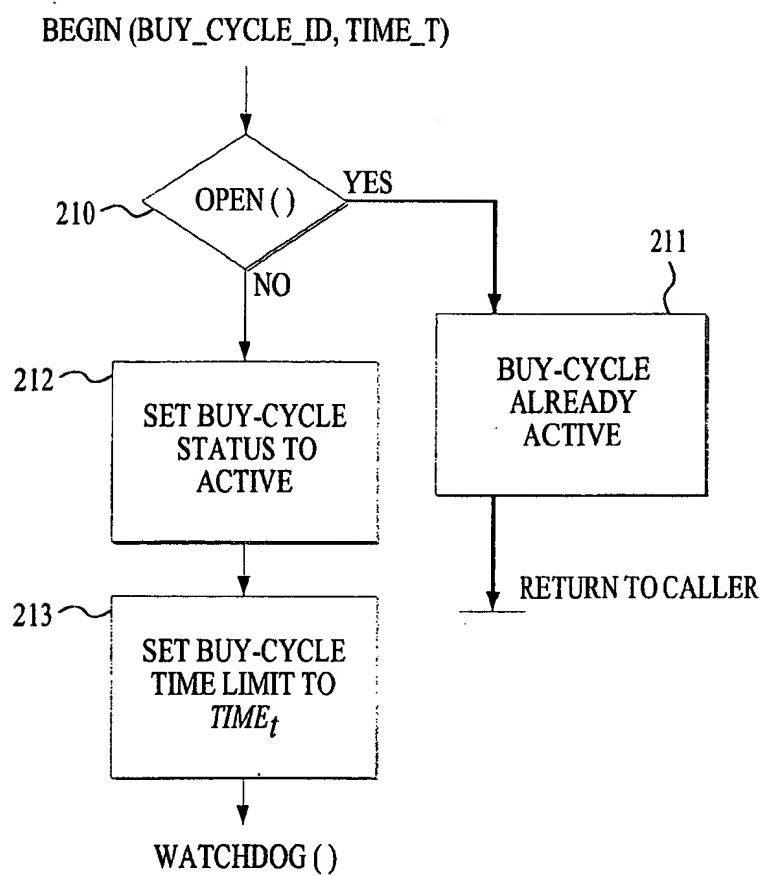 BEGIN (BUY_CYCLE_ID, TIME_T)
OPEN ( )
YES
210
NO
211
BUY-CYCLE
ALREADY
ACTIVE
212
SET BUY-CYCLE
STATUS TO
ACTIVE
RETURN TO CALLER
213
SET BUY-CYCLE
TIME LIMIT TO
TIMEt
WATCHDOG ( )